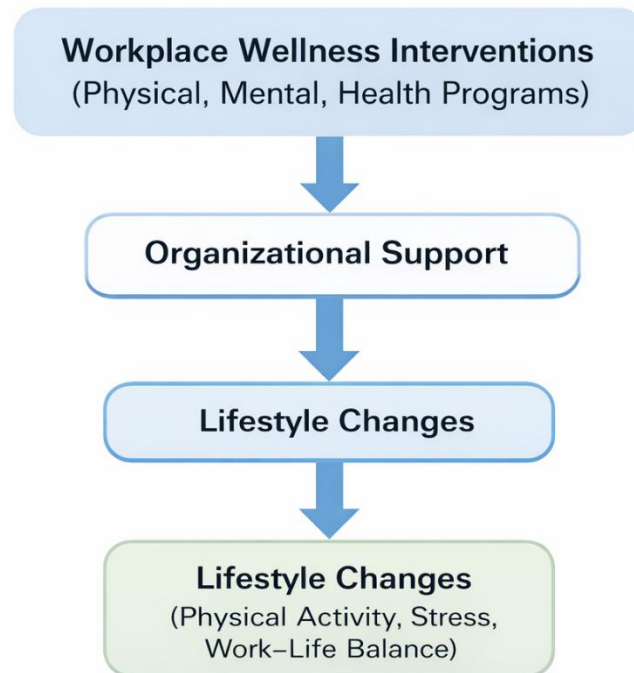 Workplace Wellness Interventions
(Physical, Mental, Health Programs)
Organizational Support
Lifestyle Changes
Lifestyle Changes
(Physical Activity, Stress,
Work–Life Balance)